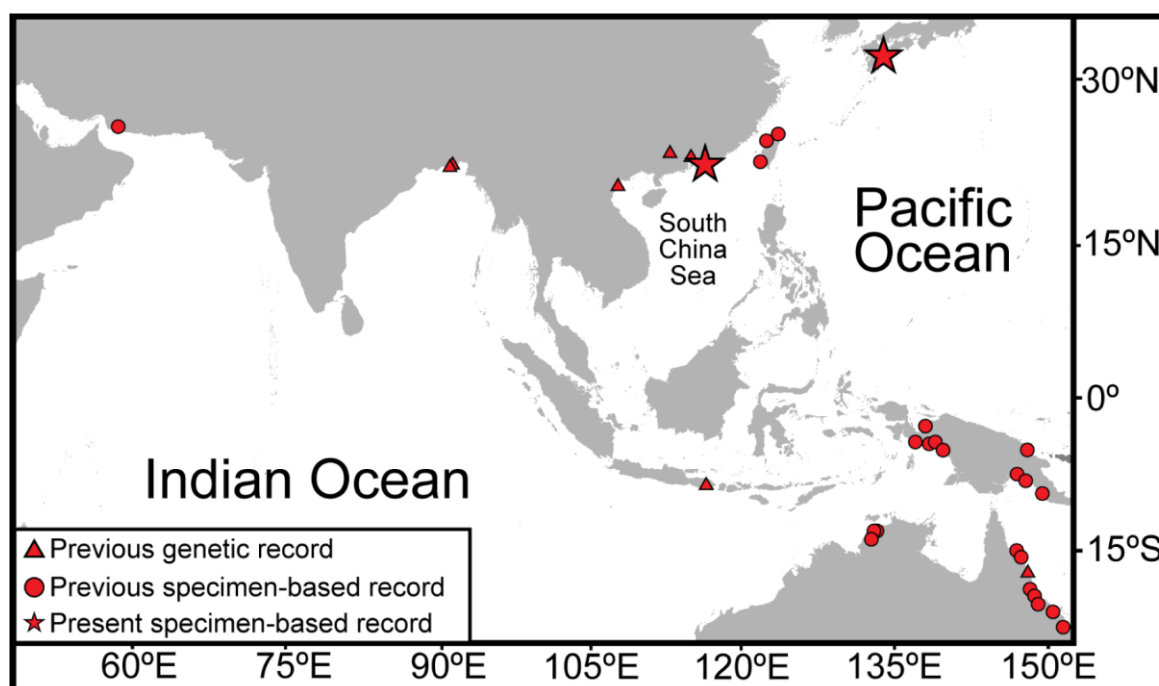 30ºN
Pacific
Ocean
South
China
Sea
15ºN
0º
Indian Ocean
Previous genetic record
Previous specimen-based record
Present specimen-based record
15ºS
60ºE 75ºE 90ºE 105ºE 120ºE 135ºE 150ºE